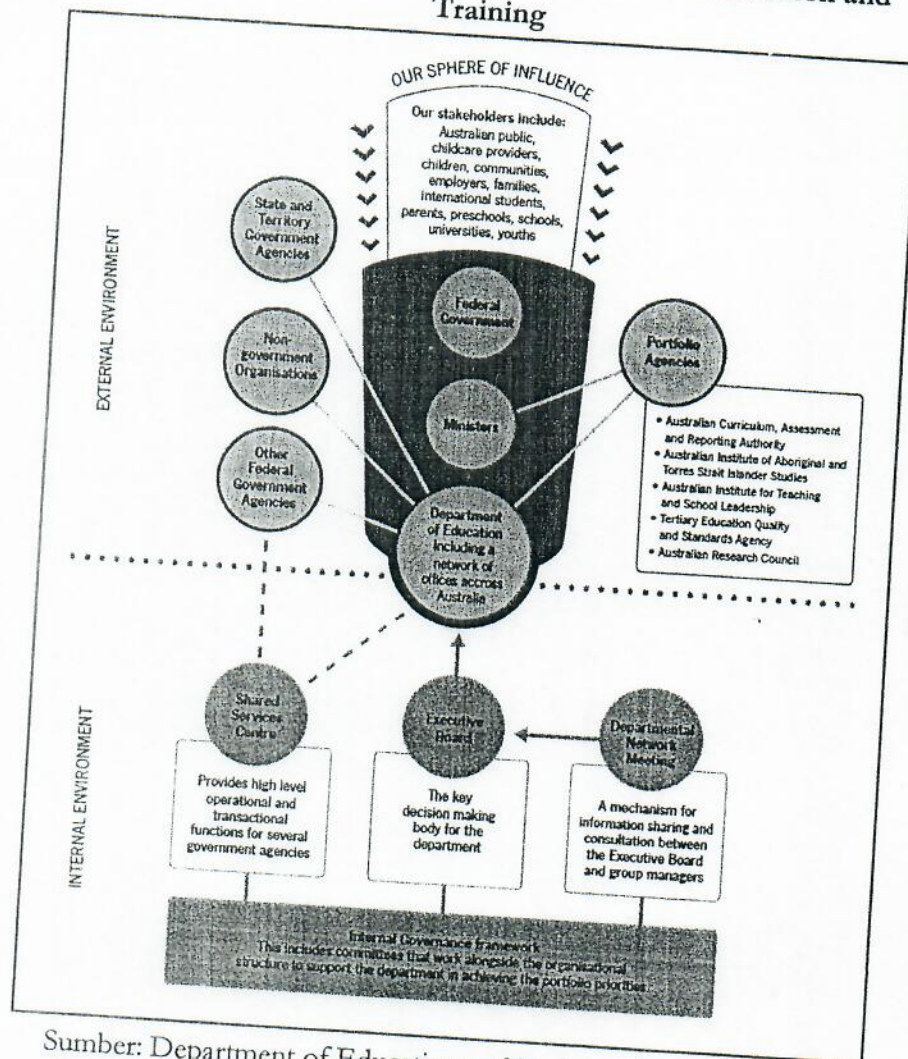 and
Training
OUR SPHERE OF INFLUENCE
Our stakeholders include:
Australian public,
childcare providers,
children, communities,
employers, families,
international students,
parents, preschools, schools,
universities, youths
EXTERNAL ENVIRONMENT
State and
Territory
Government
Agencies
Non-
government
Organisations
Other
Federal
Government
Agencies
Federal
Government
Ministers
Department
of Education
Including a
network of
offices accross
Australia
Portfolio
Agencies
• Australian Curriculum, Assessment
and Reporting Authority
• Australian Institute of Aboriginal and
Torres Strait Islander Studies
• Australian Institute for Teaching
and School Leadership
• Tertiary Education Quality
and Standards Agency
• Australian Research Council
INTERNAL ENVIRONMENT
Shared
Services
Centre
Provides high level
operational and
transactional
functions for several
government agencies
Executive
Board
The key
decision making
body for the
department
Departmental
Network
Meeting
A mechanism for
information sharing and
consultation between
the Executive Board
and group managers
Internal Governance framework
This includes committees that work alongside the organisational
structure to support the department in achieving the portfolio priorities.
Sumber: Department of Education